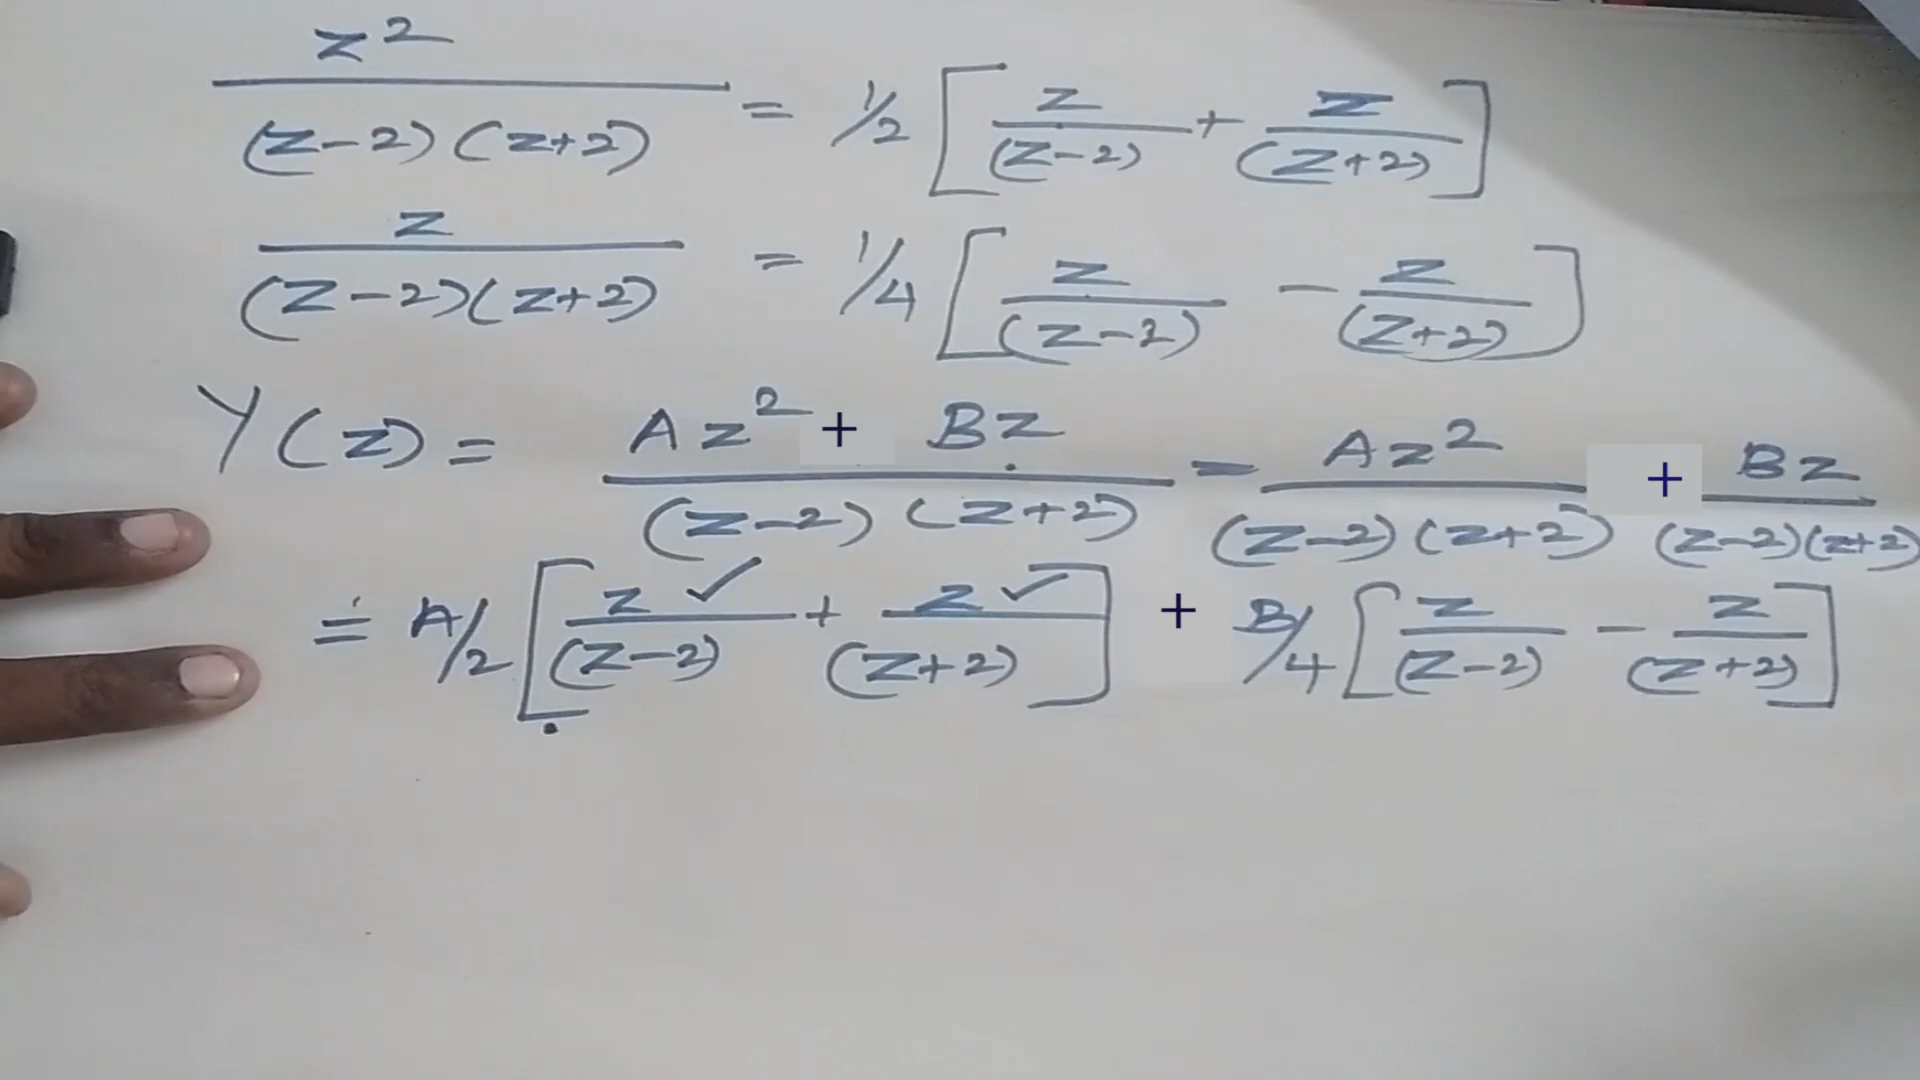 z² / (z-2)(z+2) = 1/2 [ z/(z-2) + z/(z+2) ]
z / (z-2)(z+2) = 1/4 [ z/(z-2) - z/(z+2) ]
Y(z) = Az² + Bz / (z-2)(z+2) = Az² / (z-2)(z+2) + Bz / (z-2)(z+2)
= A/2 [ z/(z-2) ✓ + z/(z+2) ✓ ] + B/4 [ z/(z-2) - z/(z+2) ]